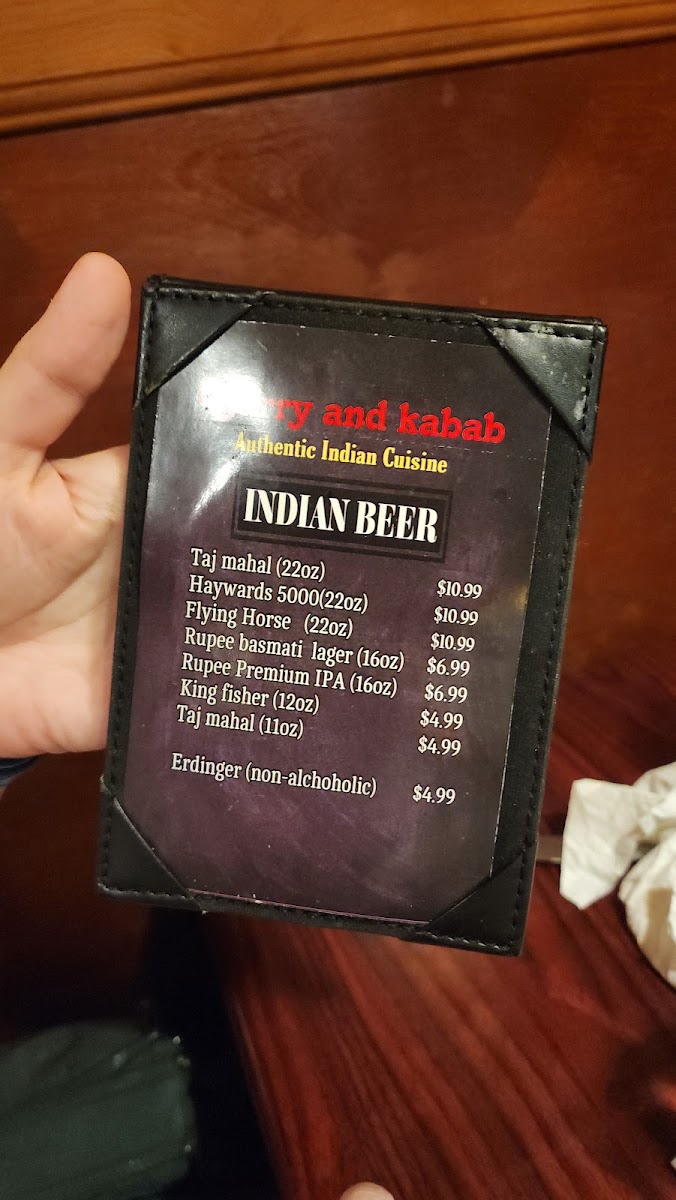 and kabab
Authentic Indian Cuisine
INDIAN BEER
Taj mahal (22oz) $10.99
Haywards 5000(22oz) $10.99
Flying Horse (22oz) $10.99
Rupee basmati lager (16oz) $6.99
Rupee Premium IPA (16oz) $6.99
King fisher (12oz) $4.99
Taj mahal (11oz) $4.99
Erdinger (non-alchoholic) $4.99